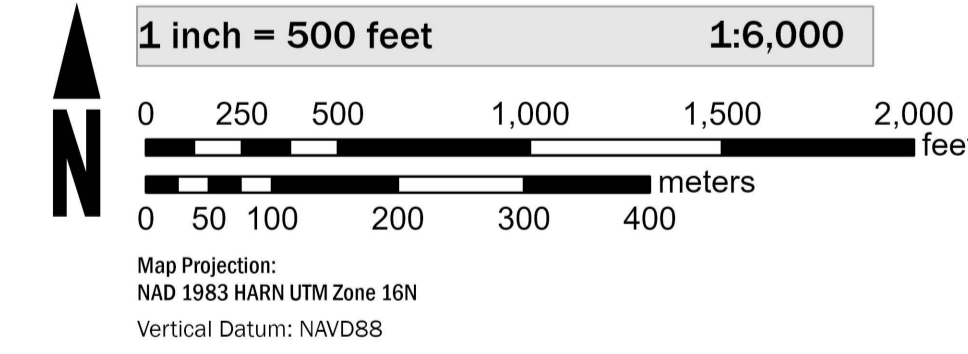 1 inch = 500 feet 1:6,000
0 250 500 1,000 1,500 2,000
N
feet
meters
0 50 100 200 300 400
Map Projection:
NAD 1983 HARN UTM Zone 16N
Vertical Datum: NAVD88